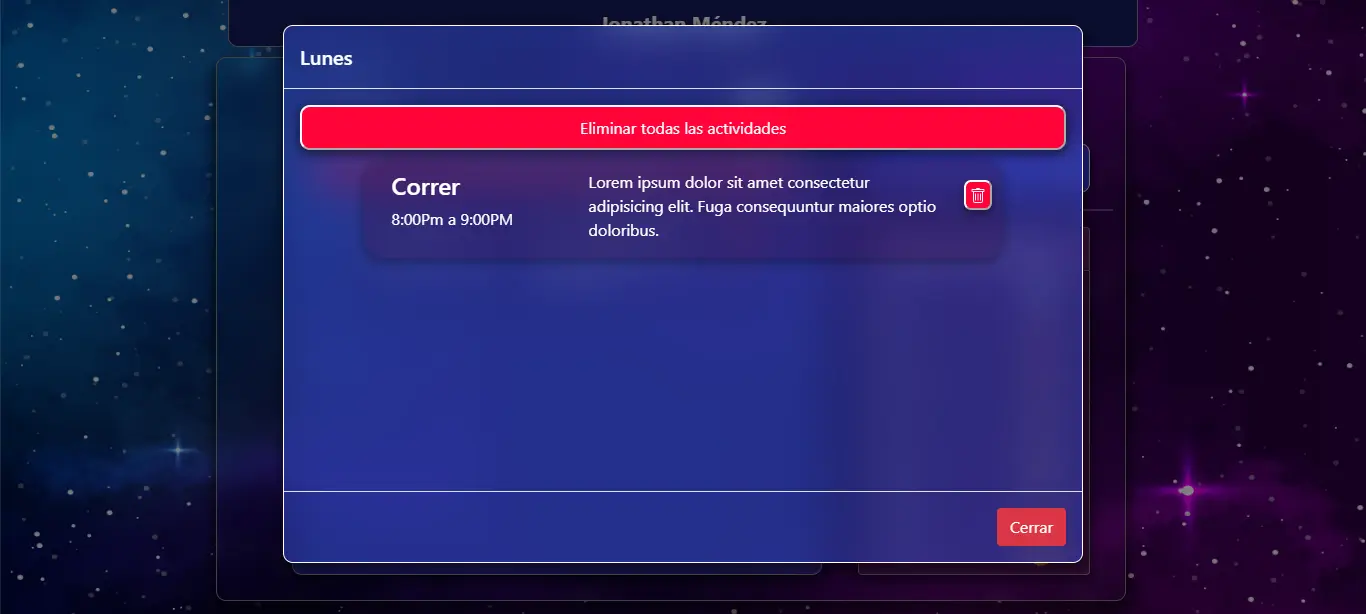 Jonathan Méndez
Lunes
Eliminar todas las actividades
Correr
8:00Pm a 9:00PM
Lorem ipsum dolor sit amet consectetur
adipisicing elit. Fuga consequuntur maiores optio
doloribus.
Cerrar